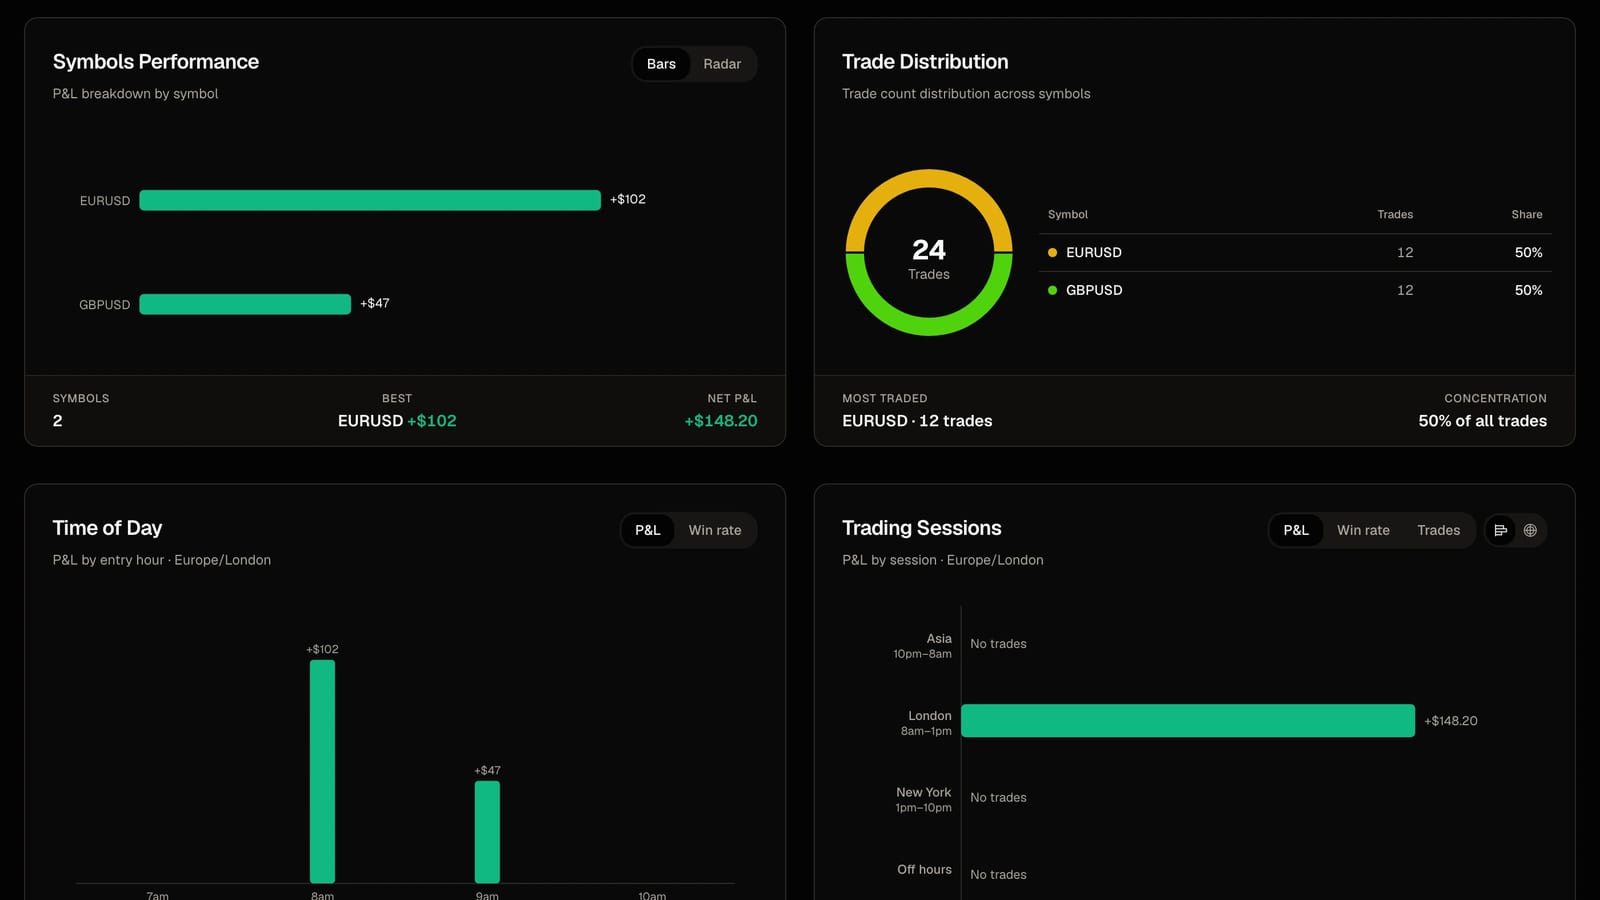 Symbols Performance
Bars Radar
P&L breakdown by symbol
EURUSD +$102
GBPUSD +$47
SYMBOLS BEST NET P&L
2 EURUSD +$102 +$148.20
Trade Distribution
Trade count distribution across symbols
24
Trades
Symbol Trades Share
EURUSD 12 50%
GBPUSD 12 50%
MOST TRADED CONCENTRATION
EURUSD · 12 trades 50% of all trades
Time of Day
P&L Win rate
P&L by entry hour · Europe/London
+$102
+$47
7am 8am 9am 10am
Trading Sessions
P&L Win rate Trades
P&L by session · Europe/London
Asia
10pm–8am
No trades
London
8am–1pm
+$148.20
New York
1pm–10pm
No trades
Off hours
No trades